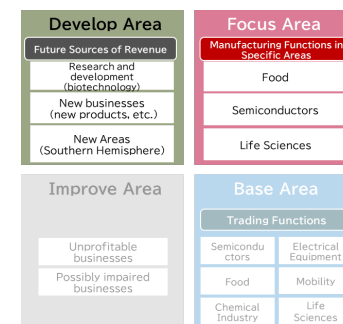 Develop Area
Future Sources of Revenue
Research and
development
(biotechnology)
New businesses
(new products, etc.)
New Areas
(Southern Hemisphere)
Focus Area
Manufacturing Functions in
Specific Areas
Food
Semiconductors
Life Sciences
Improve Area
Unprofitable
businesses
Possibly impaired
businesses
Base Area
Trading Functions
Semicondu
ctors
Electrical
Equipment
Food
Mobility
Chemical
Industry
Life
Sciences